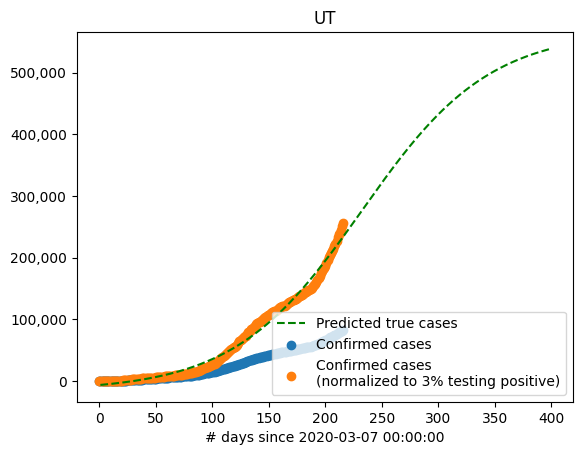 UT
500,000
400,000
300,000
200,000
100,000
0
Predicted true cases
Confirmed cases
Confirmed cases
(normalized to 3% testing positive)
0 50 100 150 200 250 300 350 400
# days since 2020-03-07 00:00:00